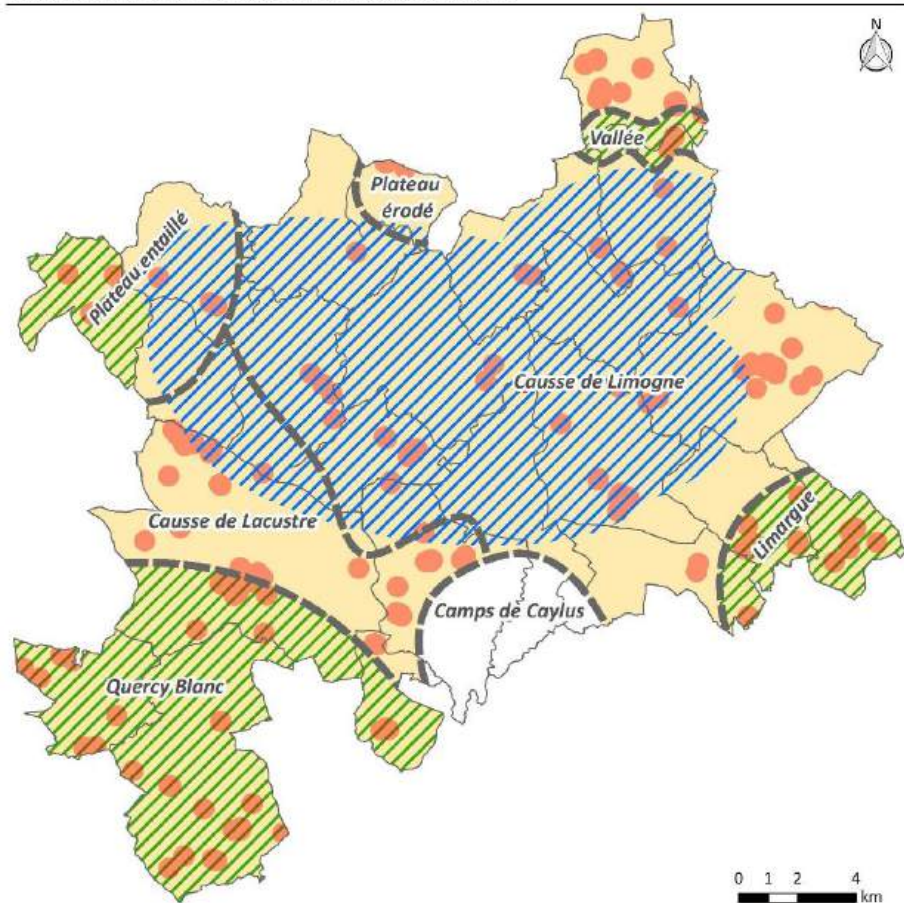 N
Vallée
Plateau
érodé
Plateau entaillé
Causse de Limogne
Causse de Lacustre
Limargue
Camps de Caylus
Quercy Blanc
0 1 2 4
km